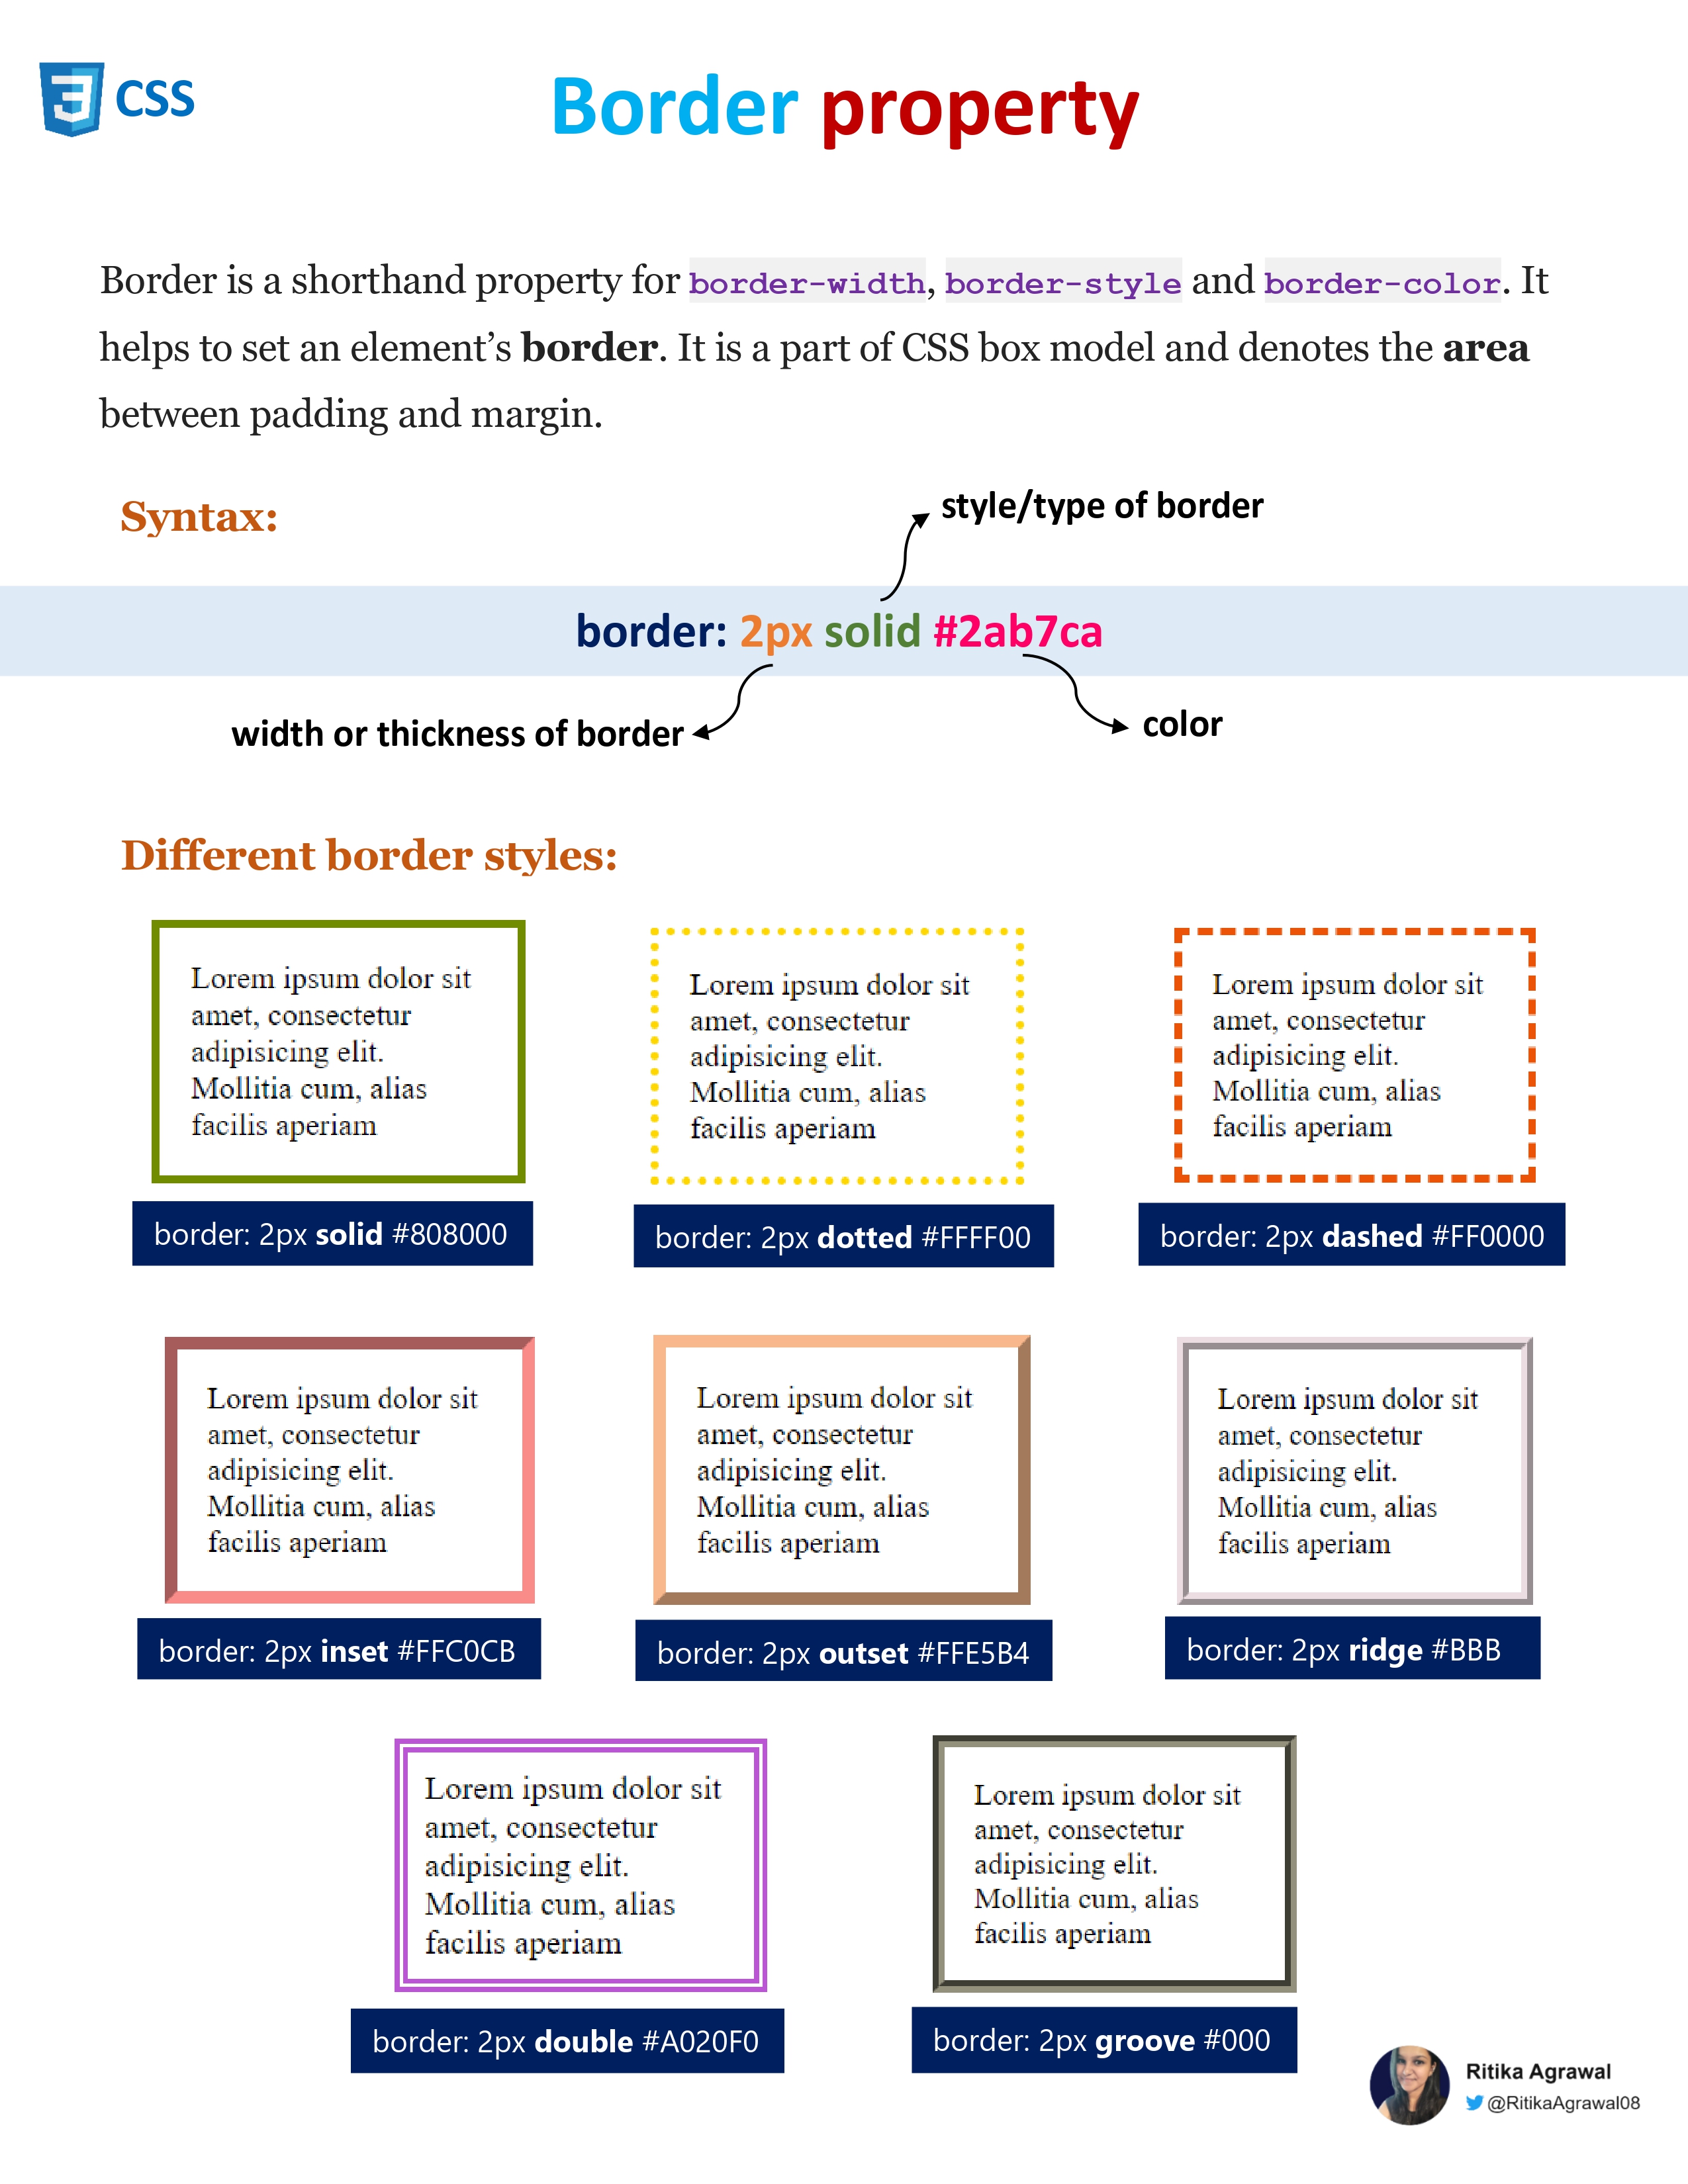 CSS
Border property
Border is a shorthand property for border-width, border-style and border-color. It
helps to set an element’s border. It is a part of CSS box model and denotes the area
between padding and margin.
Syntax:
style/type of border
border: 2px solid #2ab7ca
width or thickness of border
color
Different border styles:
Lorem ipsum dolor sit
amet, consectetur
adipisicing elit.
Mollitia cum, alias
facilis aperiam
border: 2px solid #808000
Lorem ipsum dolor sit
amet, consectetur
adipisicing elit.
Mollitia cum, alias
facilis aperiam
border: 2px dotted #FFFF00
Lorem ipsum dolor sit
amet, consectetur
adipisicing elit.
Mollitia cum, alias
facilis aperiam
border: 2px dashed #FF0000
Lorem ipsum dolor sit
amet, consectetur
adipisicing elit.
Mollitia cum, alias
facilis aperiam
border: 2px inset #FFC0CB
Lorem ipsum dolor sit
amet, consectetur
adipisicing elit.
Mollitia cum, alias
facilis aperiam
border: 2px outset #FFE5B4
Lorem ipsum dolor sit
amet, consectetur
adipisicing elit.
Mollitia cum, alias
facilis aperiam
border: 2px ridge #BBB
Lorem ipsum dolor sit
amet, consectetur
adipisicing elit.
Mollitia cum, alias
facilis aperiam
border: 2px double #A020F0
Lorem ipsum dolor sit
amet, consectetur
adipisicing elit.
Mollitia cum, alias
facilis aperiam
border: 2px groove #000
Ritika Agrawal
@RitikaAgrawal08